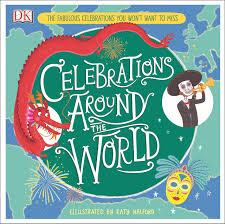 DK
THE FABULOUS CELEBRATIONS YOU WON'T WANT TO MISS
CELEBRATIONS
AROUND
THE
WORLD
ILLUSTRATED BY KATY HALFORD